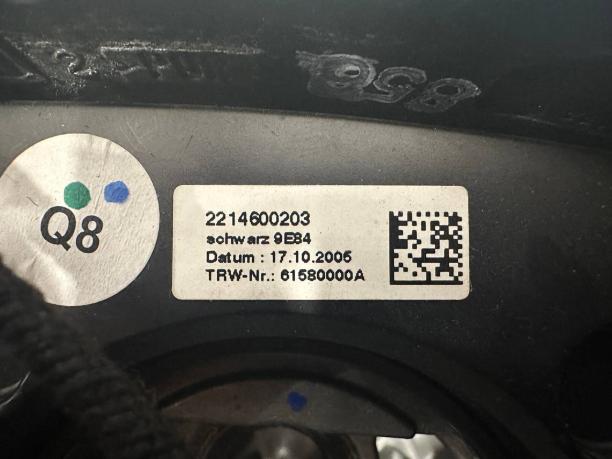 Q8
2214600203
schwarz 9E84
Datum : 17.10.2005
TRW-Nr.: 61580000A